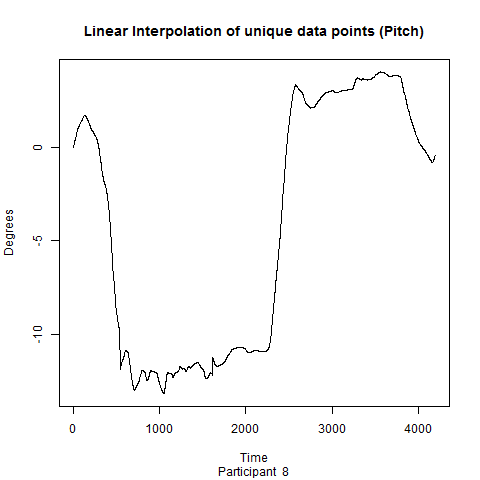 Linear Interpolation of unique data points (Pitch)
Degrees
0
-5
-10
0 1000 2000 3000 4000
Time
Participant 8